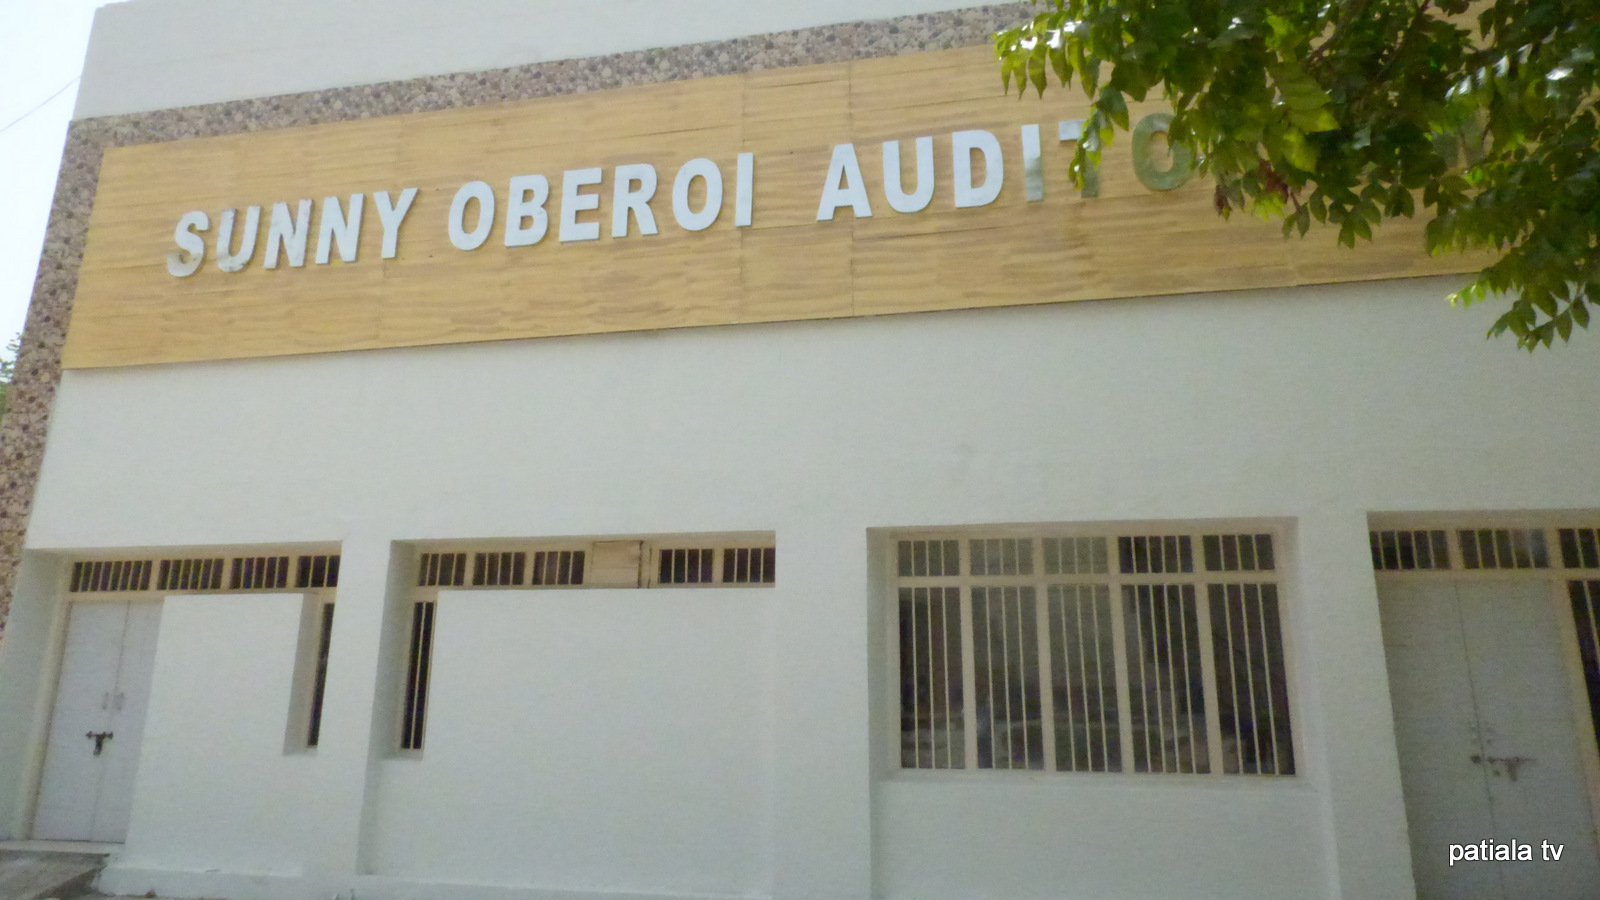 SUNNY OBEROI AUDITO
patiala tv